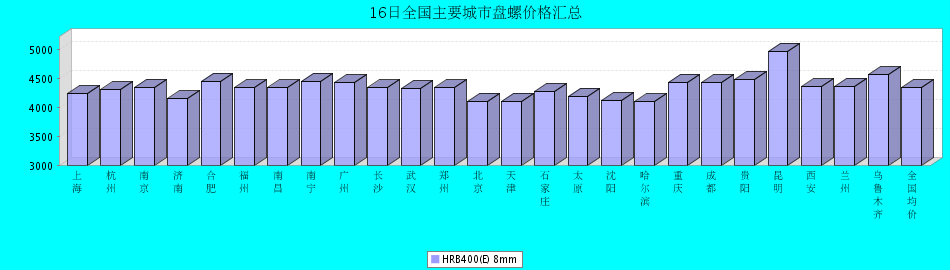 16日全国主要城市盘螺价格汇总
5000
4500
4000
3500
3000
上海
杭州
南京
济南
合肥
福州
南昌
南宁
广州
长沙
武汉
郑州
北京
天津
石家庄
太原
沈阳
哈尔滨
重庆
成都
贵阳
昆明
西安
兰州
乌鲁木齐
全国均价
HRB400(E) 8mm